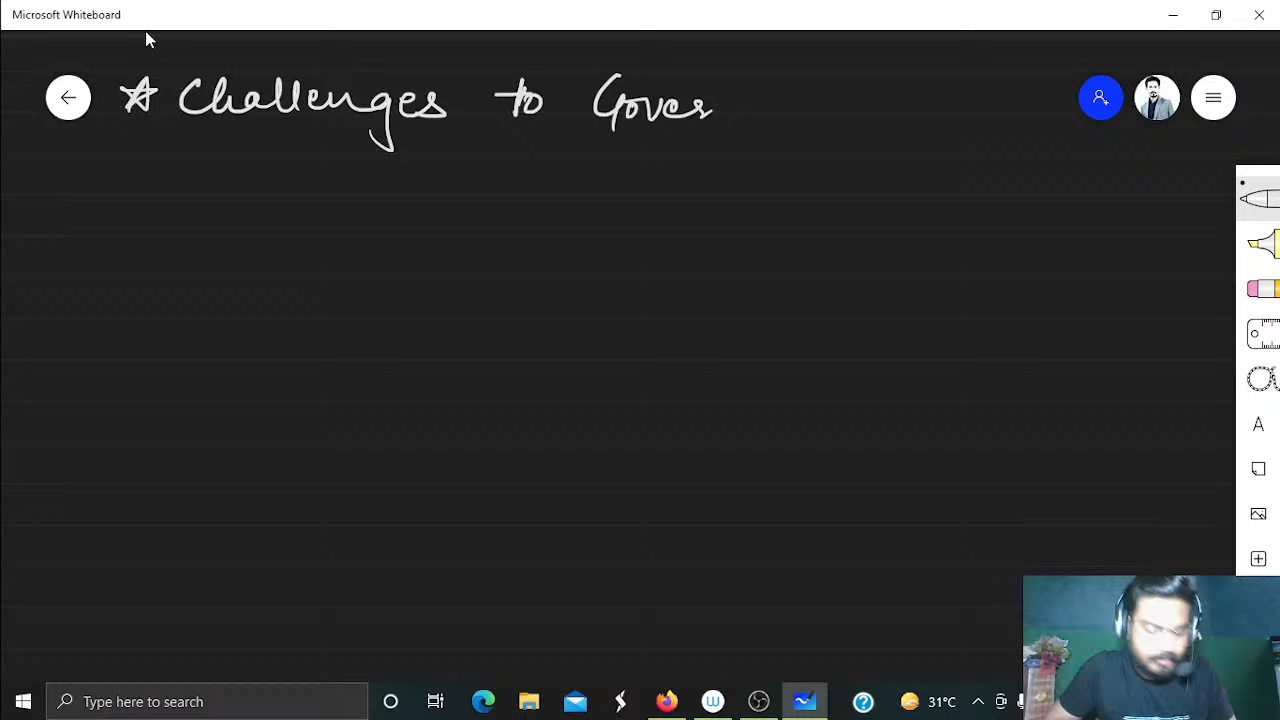 Microsoft Whiteboard
☆ Challenges to Gover
A
Type here to search
31°C